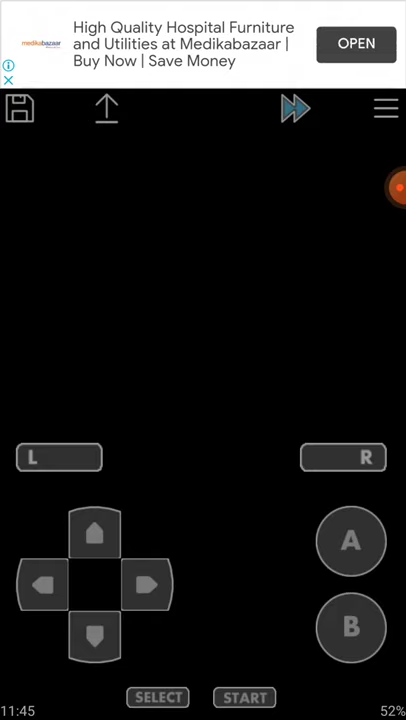 High Quality Hospital Furniture
and Utilities at Medikabazaar |
Buy Now | Save Money
medikabazaar
OPEN
L
R
A
B
SELECT
START
11:45
52%